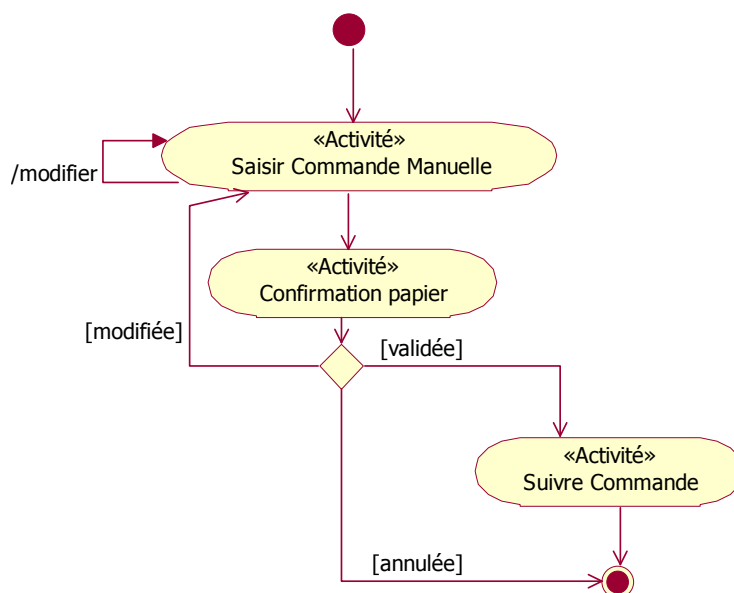 «Activité»
Saisir Commande Manuelle
/modifier
«Activité»
Confirmation papier
[modifiée]
[validée]
«Activité»
Suivre Commande
[annulée]